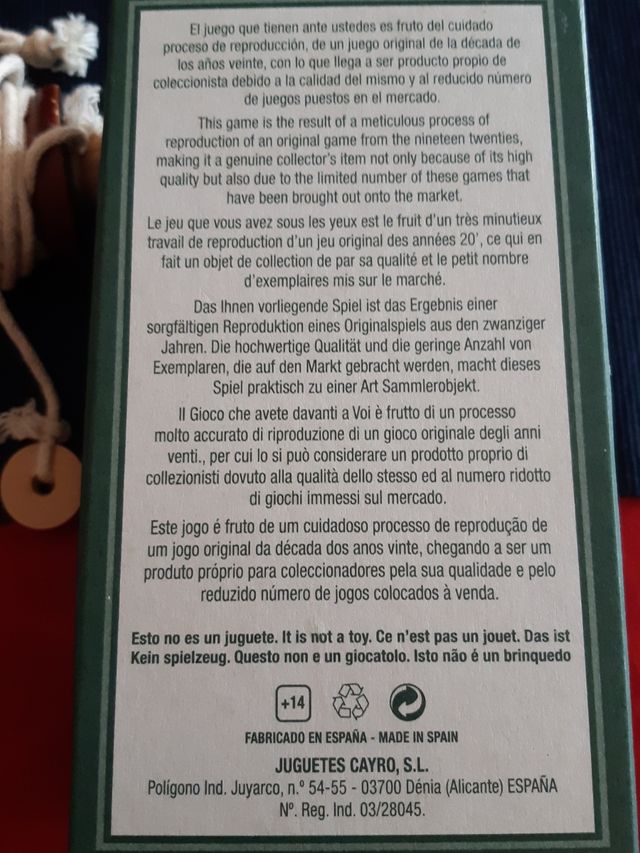 El juego que tienen ante ustedes es fruto del cuidado
proceso de reproducción, de un juego original de la década de
los años veinte, con lo que llega a ser producto propio de
coleccionista debido a la calidad del mismo y al reducido número
de juegos puestos en el mercado.
This game is the result of a meticulous process of
reproduction of an original game from the nineteen twenties,
making it a genuine collector's item not only because of its high
quality but also due to the limited number of these games that
have been brought out onto the market.
Le jeu que vous avez sous les yeux est le fruit d'un très minutieux
travail de reproduction d'un jeu original des années 20', ce qui en
fait un objet de collection de par sa qualité et le petit nombre
d'exemplaires mis sur le marché.
Das Ihnen vorliegende Spiel ist das Ergebnis einer
sorgfältigen Reproduktion eines Originalspiels aus den zwanziger
Jahren. Die hochwertige Qualität und die geringe Anzahl von
Exemplaren, die auf den Markt gebracht werden, macht dieses
Spiel praktisch zu einer Art Sammlerobjekt.
Il Gioco che avete davanti a Voi è frutto di un processo
molto accurato di riproduzione di un gioco originale degli anni
venti., per cui lo si può considerare un prodotto proprio di
collezionisti dovuto alla qualità dello stesso ed al numero ridotto
di giochi immessi sul mercado.
Este jogo é fruto de um cuidadoso processo de reprodução de
um jogo original da década dos anos vinte, chegando a ser um
produto próprio para coleccionadores pela sua qualidade e pelo
reduzido número de jogos colocados à venda.
Esto no es un juguete. It is not a toy. Ce n'est pas un jouet. Das ist
Kein spielzeug. Questo non e un giocatolo. Isto não é un brinquedo
+14
FABRICADO EN ESPAÑA - MADE IN SPAIN
JUGUETES CAYRO, S.L.
Polígono Ind. Juyarco, n.º 54-55 - 03700 Dénia (Alicante) ESPAÑA
Nº. Reg. Ind. 03/28045.